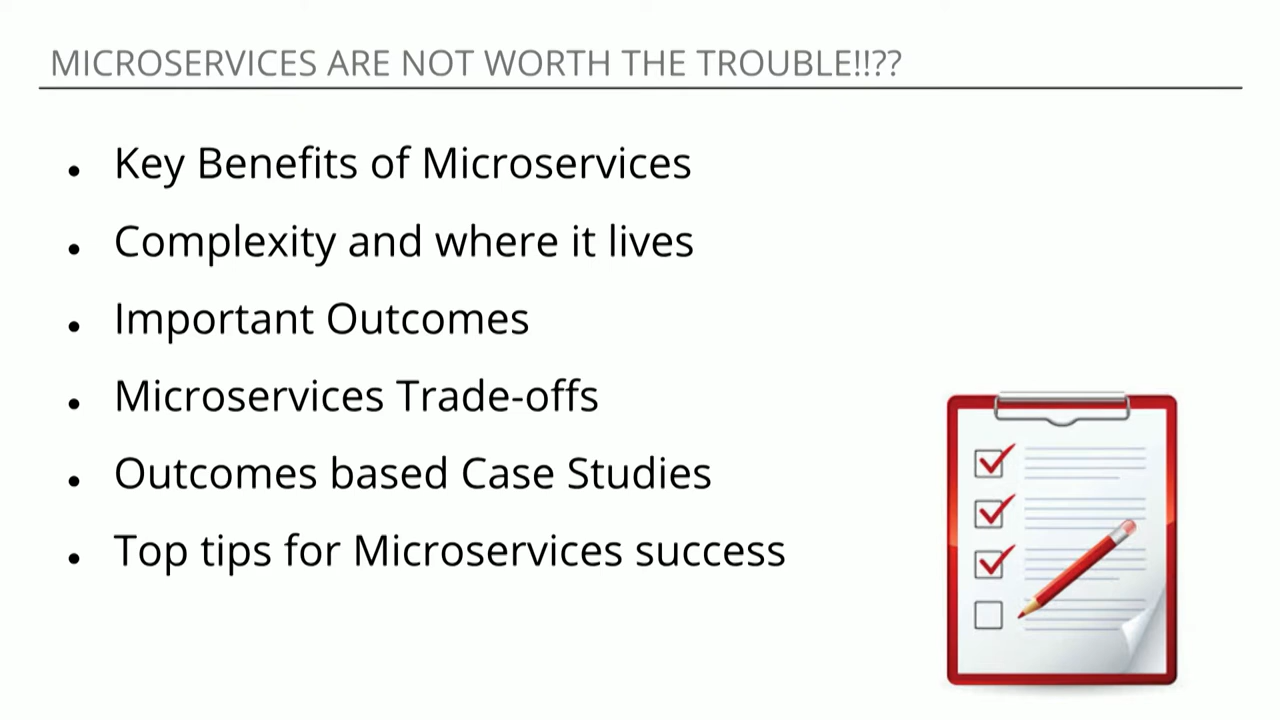 MICROSERVICES ARE NOT WORTH THE TROUBLE!!??
• Key Benefits of Microservices
• Complexity and where it lives
• Important Outcomes
• Microservices Trade-offs
• Outcomes based Case Studies
• Top tips for Microservices success